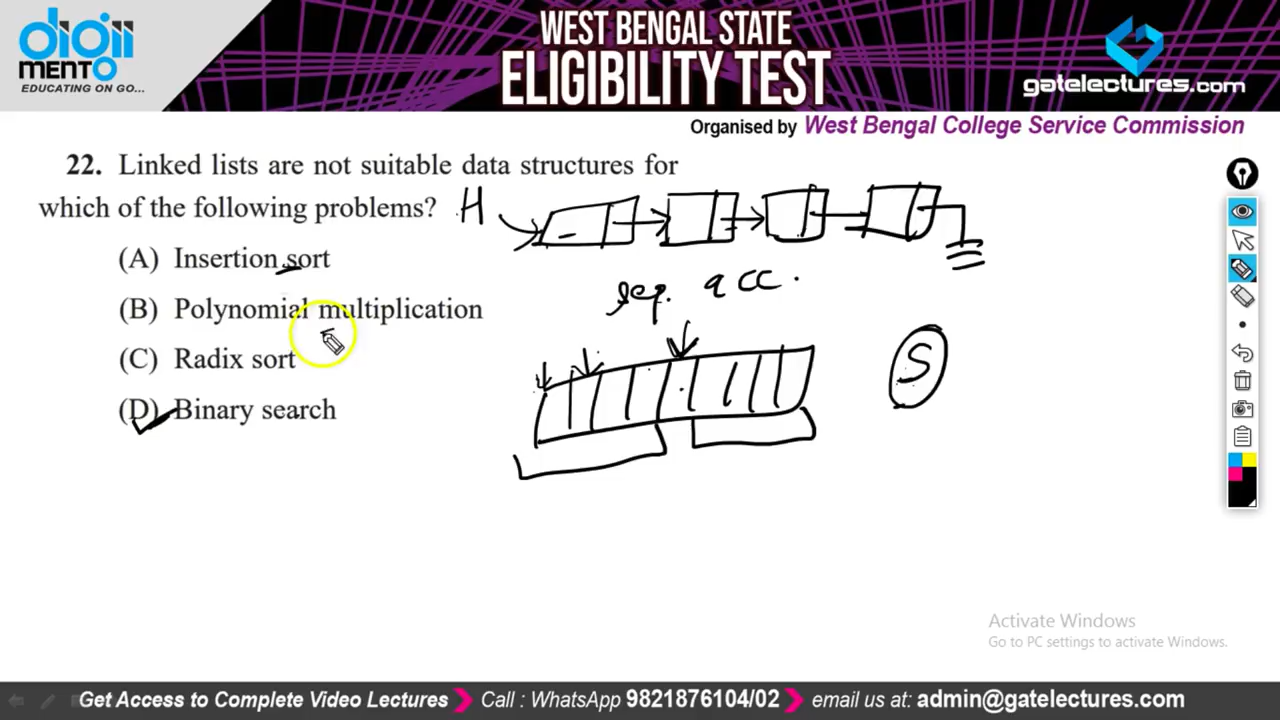 digii
MENTO
EDUCATING ON GO...
WEST BENGAL STATE
ELIGIBILITY TEST
gatelectures.com
Organised by West Bengal College Service Commission
22. Linked lists are not suitable data structures for
which of the following problems?
H
(A) Insertion sort
seq. acc.
(B) Polynomial multiplication
(C) Radix sort
S
(D) Binary search
Activate Windows
Go to PC settings to activate Windows.
Get Access to Complete Video Lectures Call : WhatsApp 9821876104/02 email us at: admin@gatelectures.com